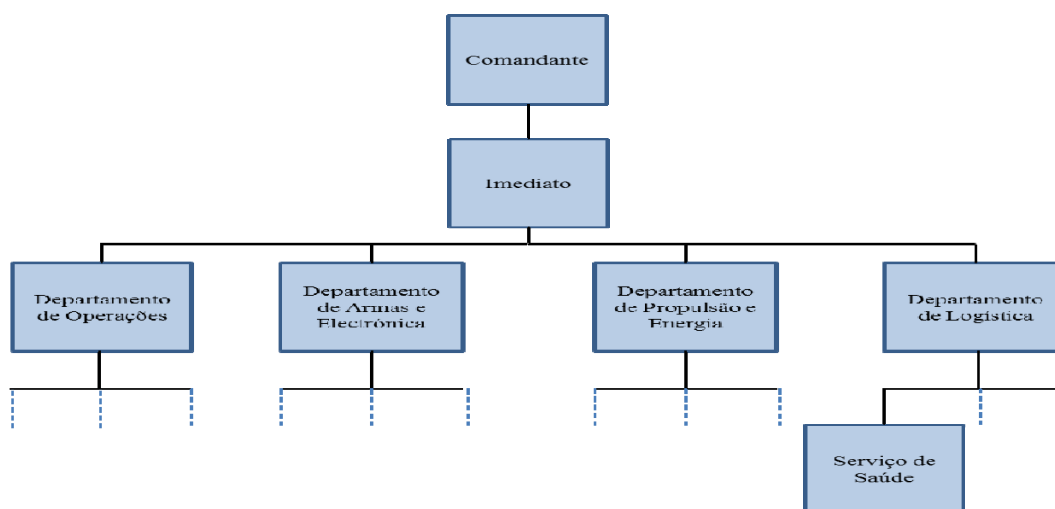 Comandante
Imediato
Departamento
de Operações
Departamento
de Armas e
Electrónica
Departamento
de Propulsão e
Energia
Departamento
de Logística
Serviço de
Saúde